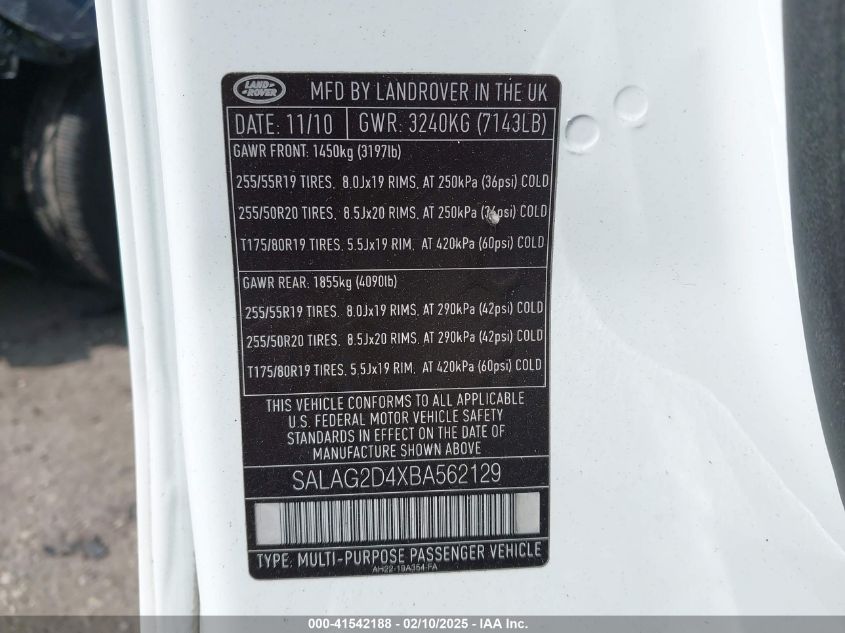 LAND ROVER MFD BY LANDROVER IN THE UK
DATE: 11/10 GWR: 3240KG (7143LB)
GAWR FRONT: 1450kg (3197lb)
255/55R19 TIRES, 8.0Jx19 RIMS, AT 250kPa (36psi) COLD
255/50R20 TIRES, 8.5Jx20 RIMS, AT 250kPa (36psi) COLD
T175/80R19 TIRES, 5.5Jx19 RIM, AT 420kPa (60psi) COLD
GAWR REAR: 1855kg (4090lb)
255/55R19 TIRES, 8.0Jx19 RIMS, AT 290kPa (42psi) COLD
255/50R20 TIRES, 8.5Jx20 RIMS, AT 290kPa (42psi) COLD
T175/80R19 TIRES, 5.5Jx19 RIM, AT 420kPa (60psi) COLD
THIS VEHICLE CONFORMS TO ALL APPLICABLE
U.S. FEDERAL MOTOR VEHICLE SAFETY
STANDARDS IN EFFECT ON THE DATE OF
MANUFACTURE SHOWN ABOVE
SALAG2D4XBA562129
TYPE: MULTI-PURPOSE PASSENGER VEHICLE
AH22-19A354-FA
000-41542188 - 02/10/2025 - IAA Inc.